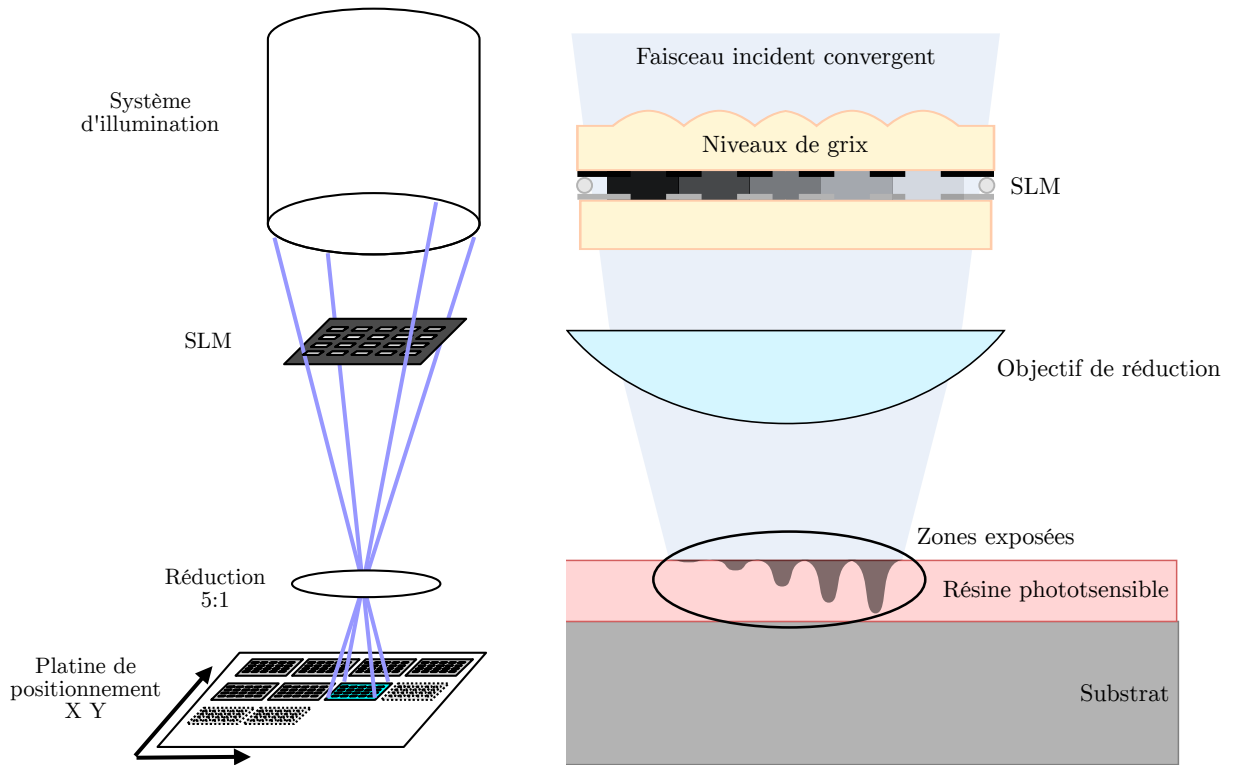 Système
d'illumination
SLM
Réduction
5:1
Platine de
positionnement
X Y
Faisceau incident convergent
Niveaux de grix
SLM
Objectif de réduction
Zones exposées
Résine phototsensible
Substrat